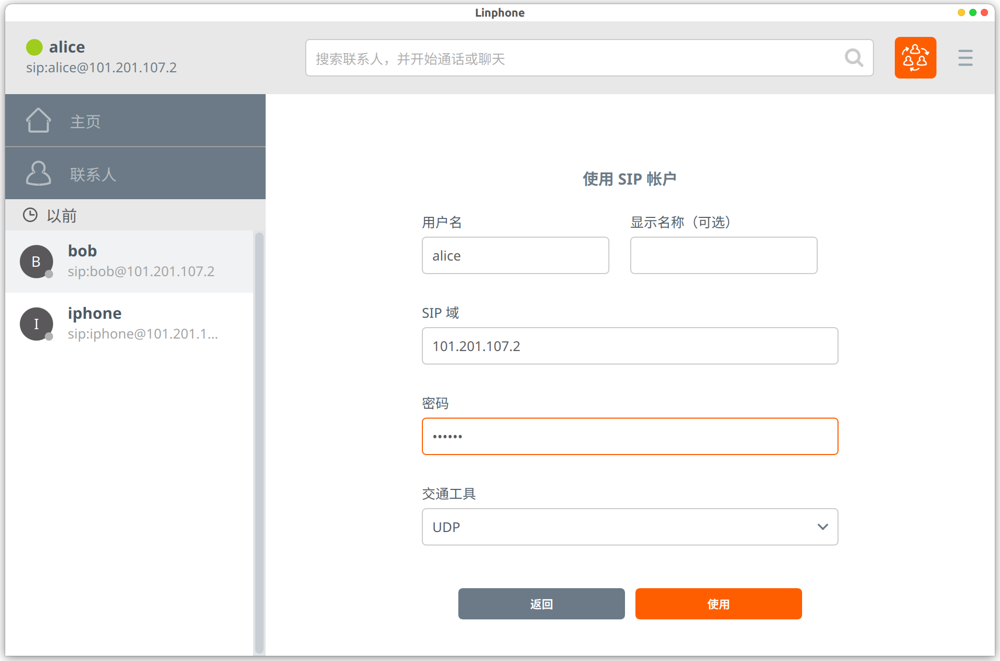 Linphone
alice
sip:alice@101.201.107.2
搜索联系人，并开始通话或聊天
主页
联系人
以前
B
bob
sip:bob@101.201.107.2
I
iphone
sip:iphone@101.201.1...
使用 SIP 帐户
用户名
显示名称（可选）
alice
SIP 域
101.201.107.2
密码
••••••
交通工具
UDP
返回
使用